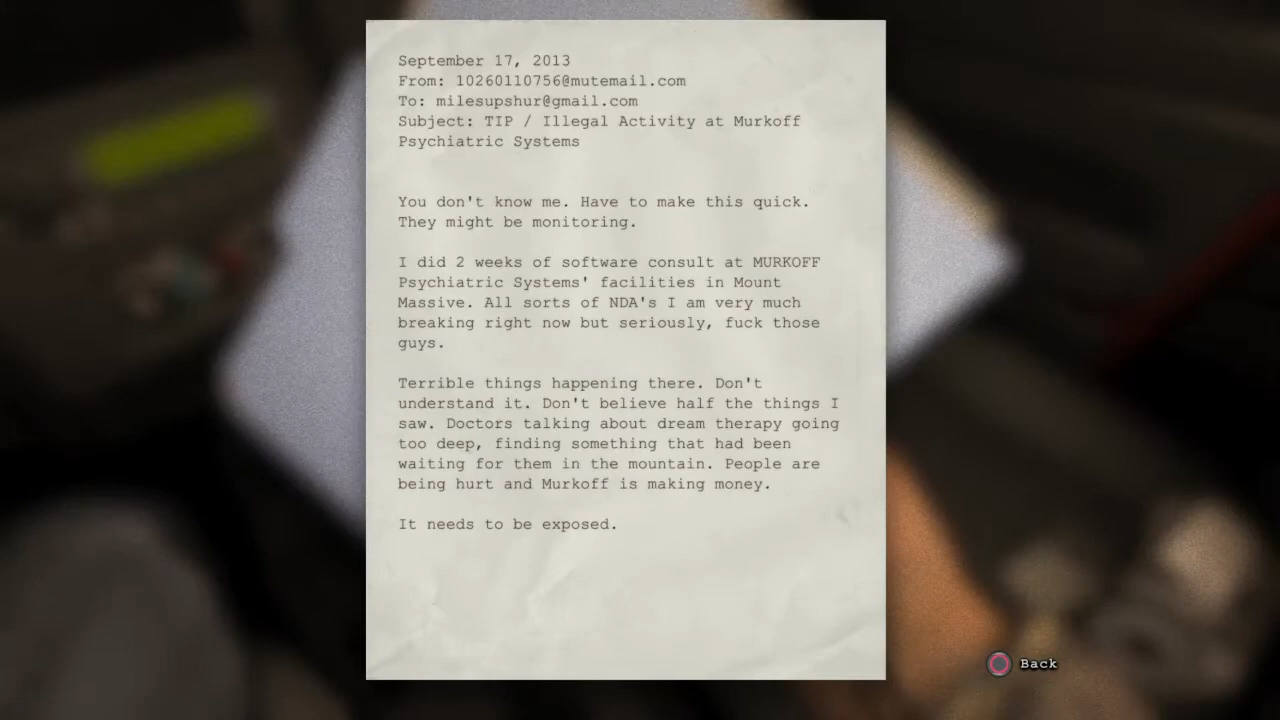 September 17, 2013
From: 10260110756@mutemail.com
To: milesupshur@gmail.com
Subject: TIP / Illegal Activity at Murkoff
Psychiatric Systems
You don't know me. Have to make this quick.
They might be monitoring.
I did 2 weeks of software consult at MURKOFF
Psychiatric Systems' facilities in Mount
Massive. All sorts of NDA's I am very much
breaking right now but seriously, fuck those
guys.
Terrible things happening there. Don't
understand it. Don't believe half the things I
saw. Doctors talking about dream therapy going
too deep, finding something that had been
waiting for them in the mountain. People are
being hurt and Murkoff is making money.
It needs to be exposed.
Back